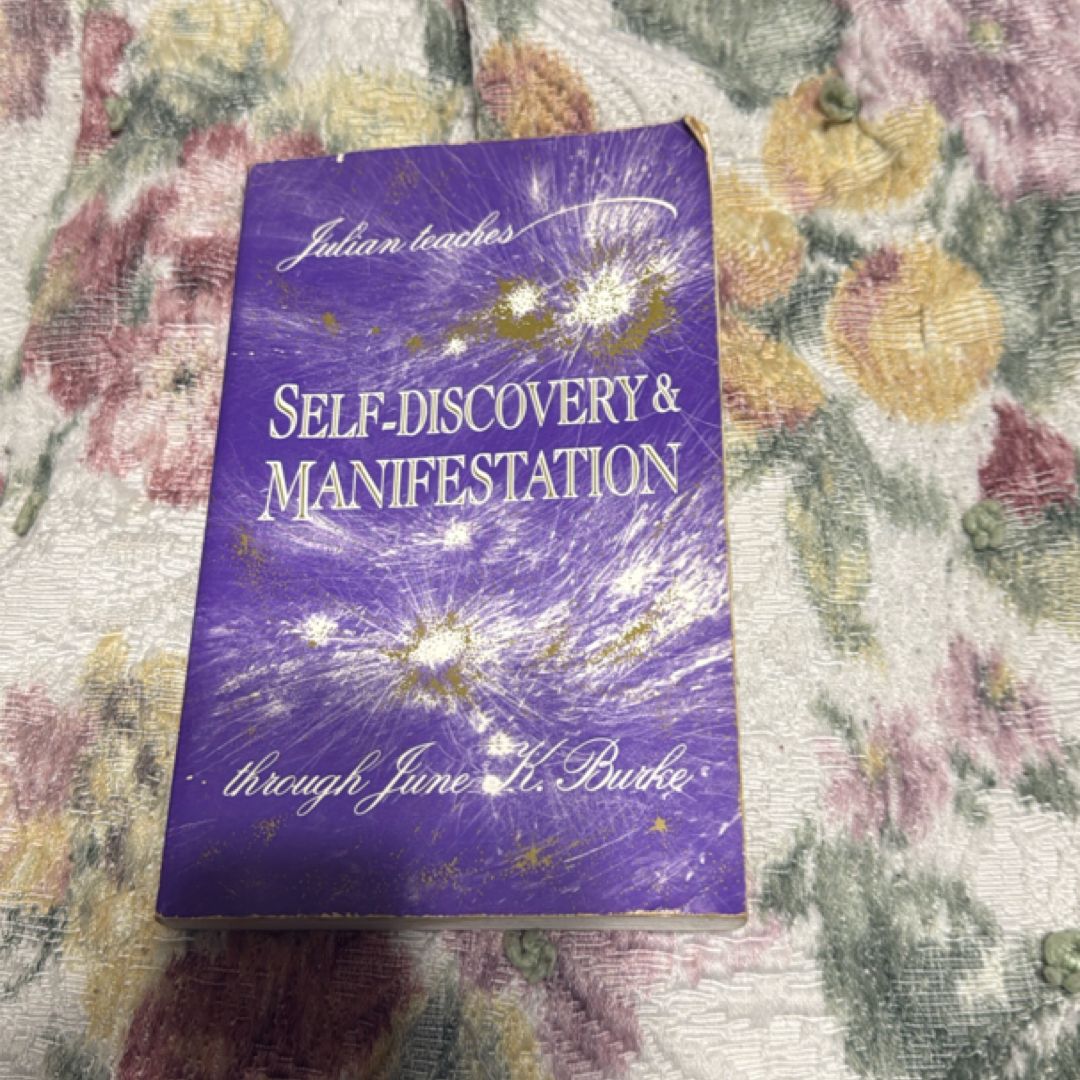 Julian teaches
SELF-DISCOVERY &
MANIFESTATION
through June K. Burke